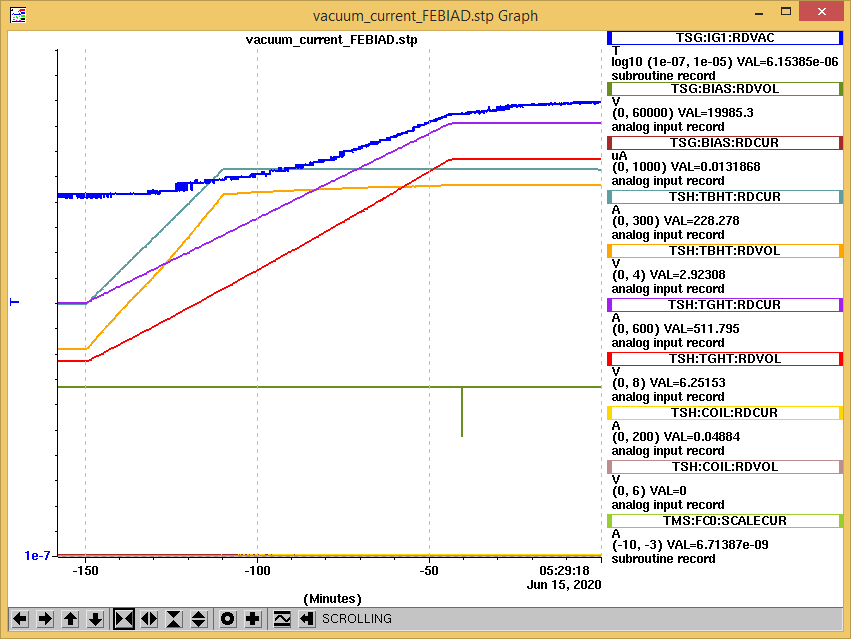 vacuum_current_FEBIAD.stp Graph
vacuum_current_FEBIAD.stp
T
1e-7
-150
-100
-50
05:29:18
Jun 15, 2020
(Minutes)
TSG:IG1:RDVAC
T
log10 (1e-07, 1e-05) VAL=6.15385e-06
subroutine record
TSG:BIAS:RDVOL
V
(0, 60000) VAL=19985.3
analog input record
TSG:BIAS:RDCUR
uA
(0, 1000) VAL=0.0131868
analog input record
TSH:TBHT:RDCUR
A
(0, 300) VAL=228.278
analog input record
TSH:TBHT:RDVOL
V
(0, 4) VAL=2.92308
analog input record
TSH:TGHT:RDCUR
A
(0, 600) VAL=511.795
analog input record
TSH:TGHT:RDVOL
V
(0, 8) VAL=6.25153
analog input record
TSH:COIL:RDCUR
A
(0, 200) VAL=0.04884
analog input record
TSH:COIL:RDVOL
V
(0, 6) VAL=0
analog input record
TMS:FC0:SCALECUR
A
(-10, -3) VAL=6.71387e-09
subroutine record
SCROLLING